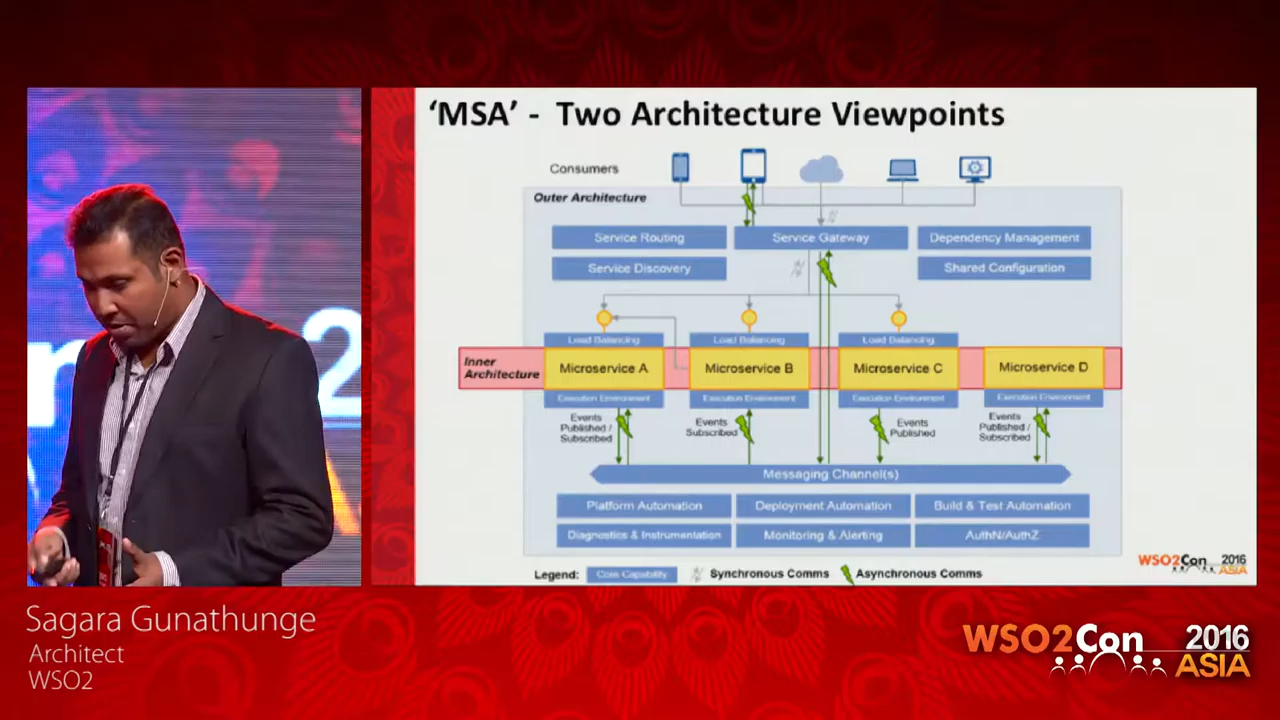 ‘MSA’ - Two Architecture Viewpoints
Consumers
Outer Architecture
Service Routing
Service Gateway
Dependency Management
Service Discovery
Shared Configuration
Load Balancing
Load Balancing
Load Balancing
Inner
Architecture
Microservice A
Microservice B
Microservice C
Microservice D
Execution Environment
Execution Environment
Execution Environment
Execution Environment
Events
Published /
Subscribed
Events
Subscribed
Events
Published
Events
Published /
Subscribed
Messaging Channel(s)
Platform Automation
Deployment Automation
Build & Test Automation
Diagnostics & Instrumentation
Monitoring & Alerting
AuthN/AuthZ
Legend:
Core Capability
Synchronous Comms
Asynchronous Comms
WSO2Con 2016
ASIA
2
Sagara Gunathunge
Architect
WSO2
WSO2Con 2016
ASIA